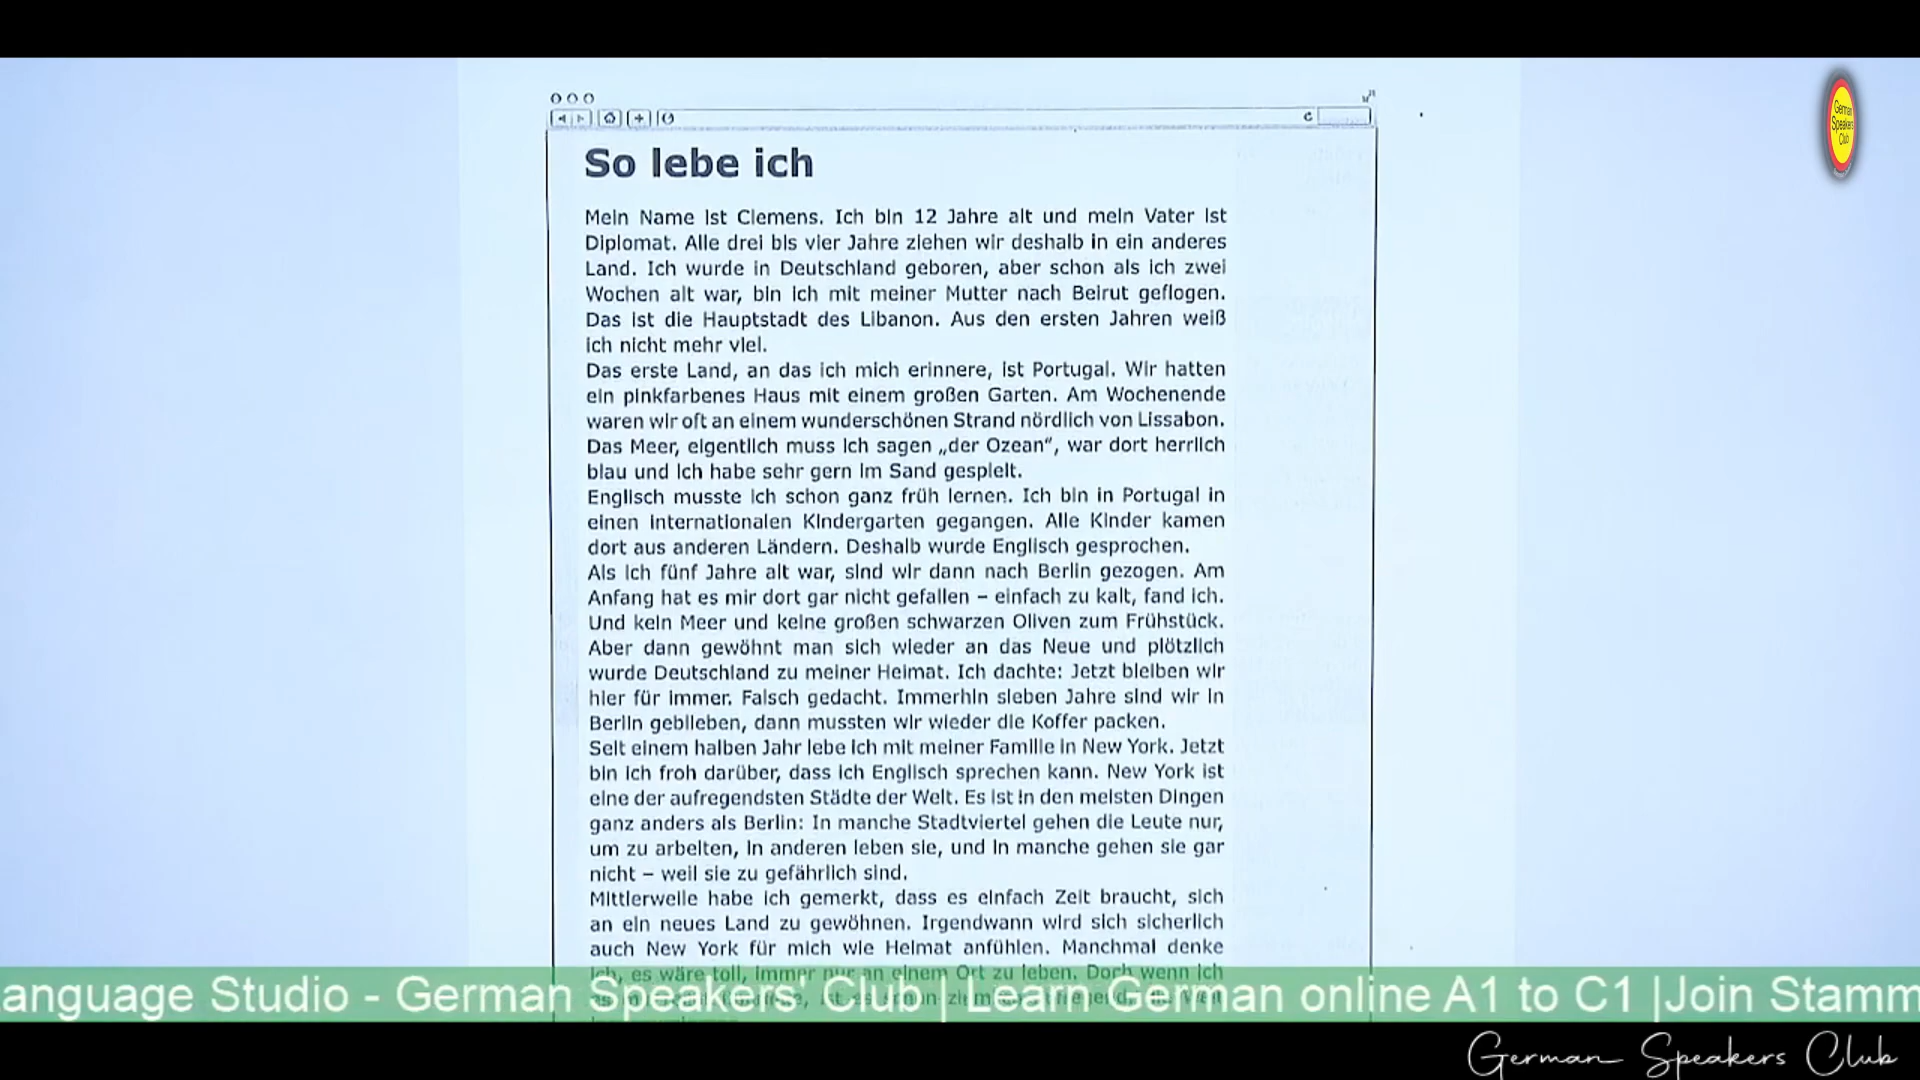 So lebe ich
Mein Name ist Clemens. Ich bin 12 Jahre alt und mein Vater ist
Diplomat. Alle drei bis vier Jahre ziehen wir deshalb in ein anderes
Land. Ich wurde in Deutschland geboren, aber schon als ich zwei
Wochen alt war, bin ich mit meiner Mutter nach Beirut geflogen.
Das ist die Hauptstadt des Libanon. Aus den ersten Jahren weiß
ich nicht mehr viel.
Das erste Land, an das ich mich erinnere, ist Portugal. Wir hatten
ein pinkfarbenes Haus mit einem großen Garten. Am Wochenende
waren wir oft an einem wunderschönen Strand nördlich von Lissabon.
Das Meer, eigentlich muss ich sagen „der Ozean“, war dort herrlich
blau und ich habe sehr gern im Sand gespielt.
Englisch musste ich schon ganz früh lernen. Ich bin in Portugal in
einen internationalen Kindergarten gegangen. Alle Kinder kamen
dort aus anderen Ländern. Deshalb wurde Englisch gesprochen.
Als ich fünf Jahre alt war, sind wir dann nach Berlin gezogen. Am
Anfang hat es mir dort gar nicht gefallen – einfach zu kalt, fand ich.
Und kein Meer und keine großen schwarzen Oliven zum Frühstück.
Aber dann gewöhnt man sich wieder an das Neue und plötzlich
wurde Deutschland zu meiner Heimat. Ich dachte: Jetzt bleiben wir
hier für immer. Falsch gedacht. Immerhin sieben Jahre sind wir in
Berlin geblieben, dann mussten wir wieder die Koffer packen.
Seit einem halben Jahr lebe ich mit meiner Familie in New York. Jetzt
bin ich froh darüber, dass ich Englisch sprechen kann. New York ist
eine der aufregendsten Städte der Welt. Es ist in den meisten Dingen
ganz anders als Berlin: In manche Stadtviertel gehen die Leute nur,
um zu arbeiten, in anderen leben sie, und in manche gehen sie gar
nicht – weil sie zu gefährlich sind.
Mittlerweile habe ich gemerkt, dass es einfach Zeit braucht, sich
an ein neues Land zu gewöhnen. Irgendwann wird sich sicherlich
auch New York für mich wie Heimat anfühlen. Manchmal denke
ich, es wäre toll, immer nur an einem Ort zu leben. Doch wenn ich
anguage Studio - German Speakers' Club | Learn German online A1 to C1 |Join Stamm
German Speakers Club
German
Speakers
Club